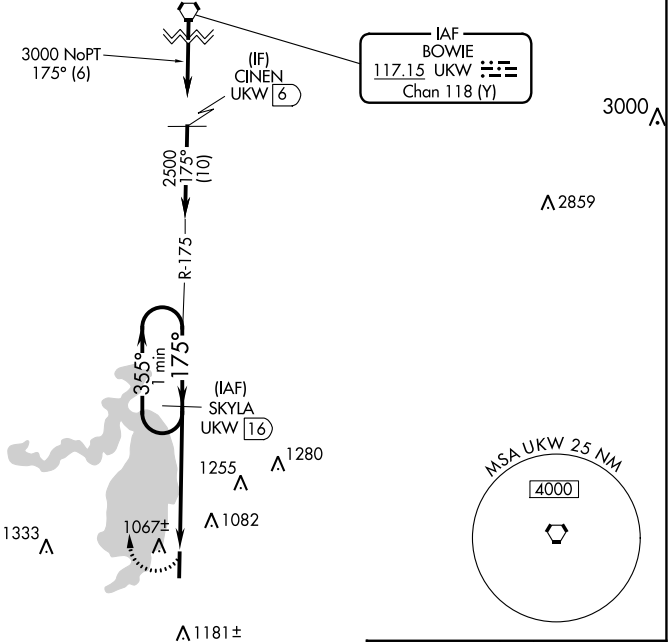 3000 NoPT
175° (6)
(IF)
CINEN
UKW 6
IAF
BOWIE
117.15 UKW
Chan 118 (Y)
3000
2859
2500
175°
(10)
R-175
355°
1 min
175°
(IAF)
SKYLA
UKW 16
1255
1280
1082
1067±
1333
1181±
MSA UKW 25 NM
4000